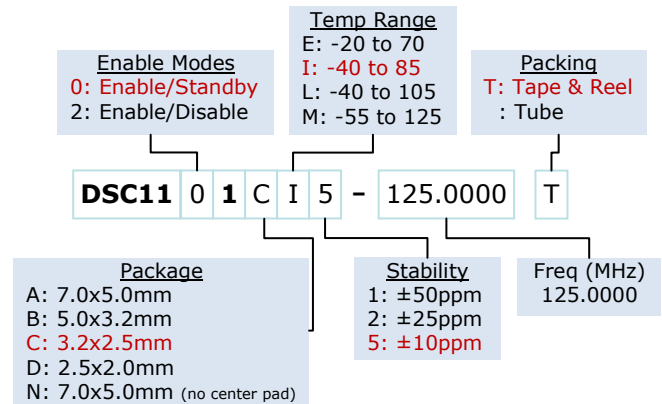 Temp Range
E: -20 to 70
I: -40 to 85
L: -40 to 105
M: -55 to 125
Enable Modes
0: Enable/Standby
2: Enable/Disable
Packing
T: Tape & Reel
: Tube
DSC11 0 1 C I 5 – 125.0000 T
Package
A: 7.0x5.0mm
B: 5.0x3.2mm
C: 3.2x2.5mm
D: 2.5x2.0mm
N: 7.0x5.0mm (no center pad)
Stability
1: ±50ppm
2: ±25ppm
5: ±10ppm
Freq (MHz)
125.0000